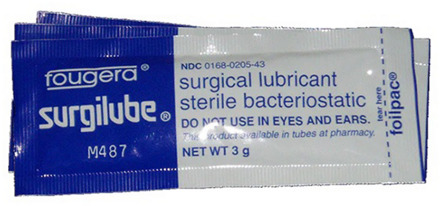 fougera®
surgilube®
M487
NDC 0168-0205-43
surgical lubricant
sterile bacteriostatic
DO NOT USE IN EYES AND EARS.
This product available in tubes at pharmacy.
NET WT 3 g
tear here
foilpac®